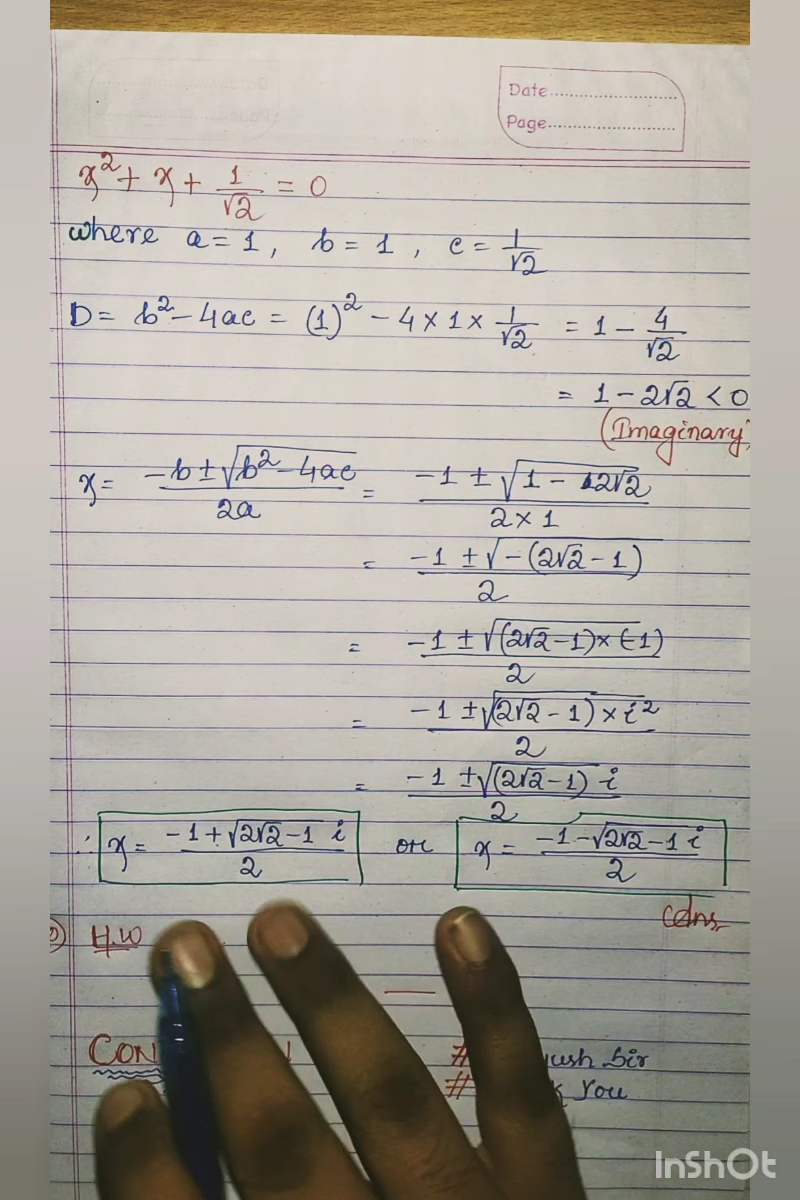 Date..............................
Page..............................
x² + x + 1/√2 = 0
where a = 1, b = 1, c = 1/√2
D = b² - 4ac = (1)² - 4 × 1 × 1/√2 = 1 - 4/√2
= 1 - 2√2 < 0
(Imaginary)
x = (-b ± √(b² - 4ac))/2a = (-1 ± √(1 - 2√2))/(2 × 1)
= (-1 ± √(-(2√2 - 1)))/2
= (-1 ± √((2√2 - 1) × (-1)))/2
= (-1 ± √((2√2 - 1) × i²))/2
= (-1 ± √(2√2 - 1) i)/2
∴ x = (-1 + √(2√2 - 1) i)/2 or x = (-1 - √(2√2 - 1) i)/2
Ans
H.W
#
#
Sir
You
InShOt